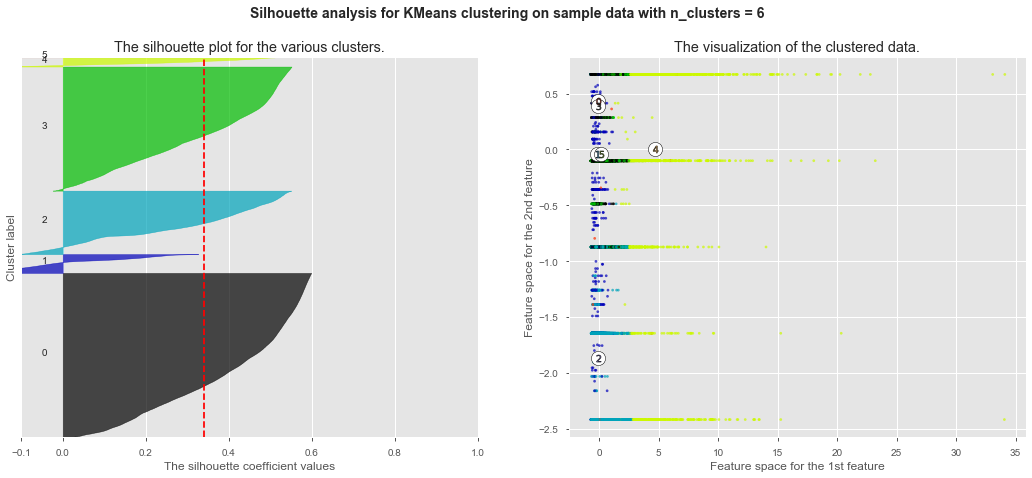 Silhouette analysis for KMeans clustering on sample data with n_clusters = 6
The silhouette plot for the various clusters.
5
4
3
2
1
0
Cluster label
−0.1 0.0 0.2 0.4 0.6 0.8 1.0
The silhouette coefficient values
The visualization of the clustered data.
0.5
0.0
−0.5
−1.0
−1.5
−2.0
−2.5
Feature space for the 2nd feature
0
3
1 5
4
2
0 5 10 15 20 25 30 35
Feature space for the 1st feature